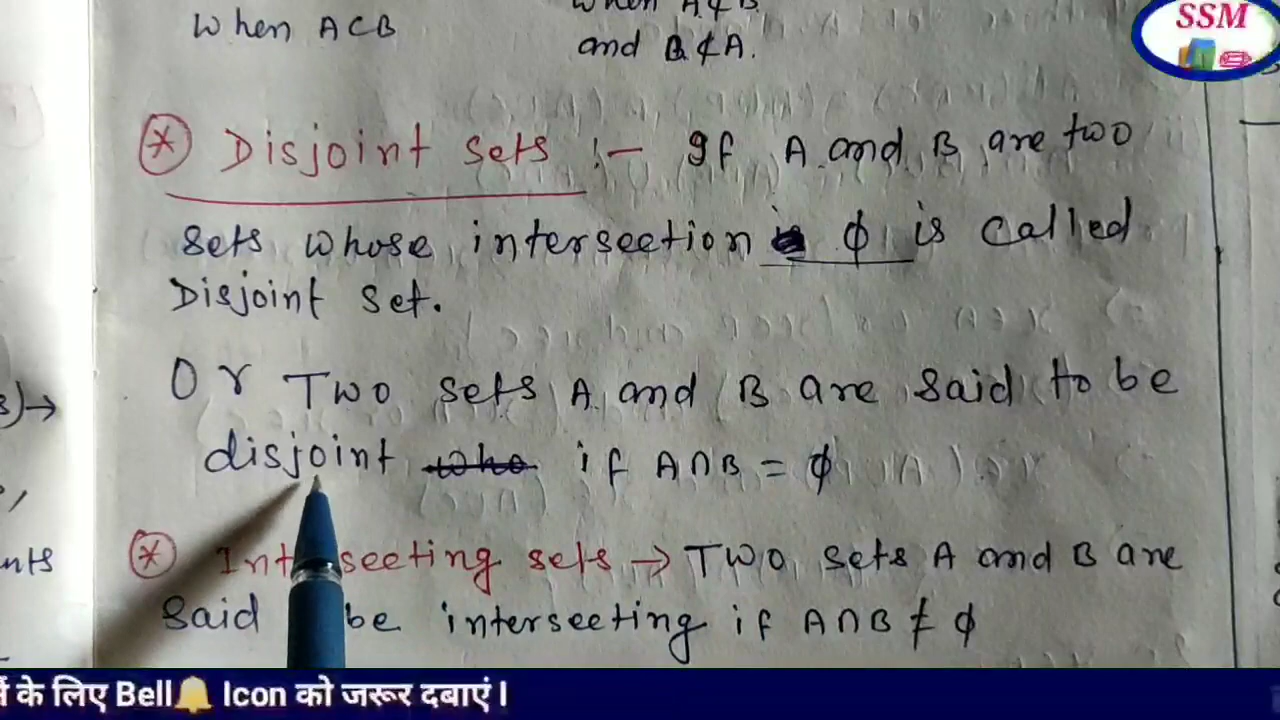 When A⊂B
when A⊄B
and B⊄A.
SSM
* Disjoint sets :- If A and B are two
sets whose intersection is ϕ is called
Disjoint set.
Or Two sets A and B are said to be
disjoint if A∩B = ϕ
* Intersecting sets → Two sets A and B are
said be intersecting if A∩B ≠ ϕ
के लिए Bell🔔 Icon को जरूर दबाएं।